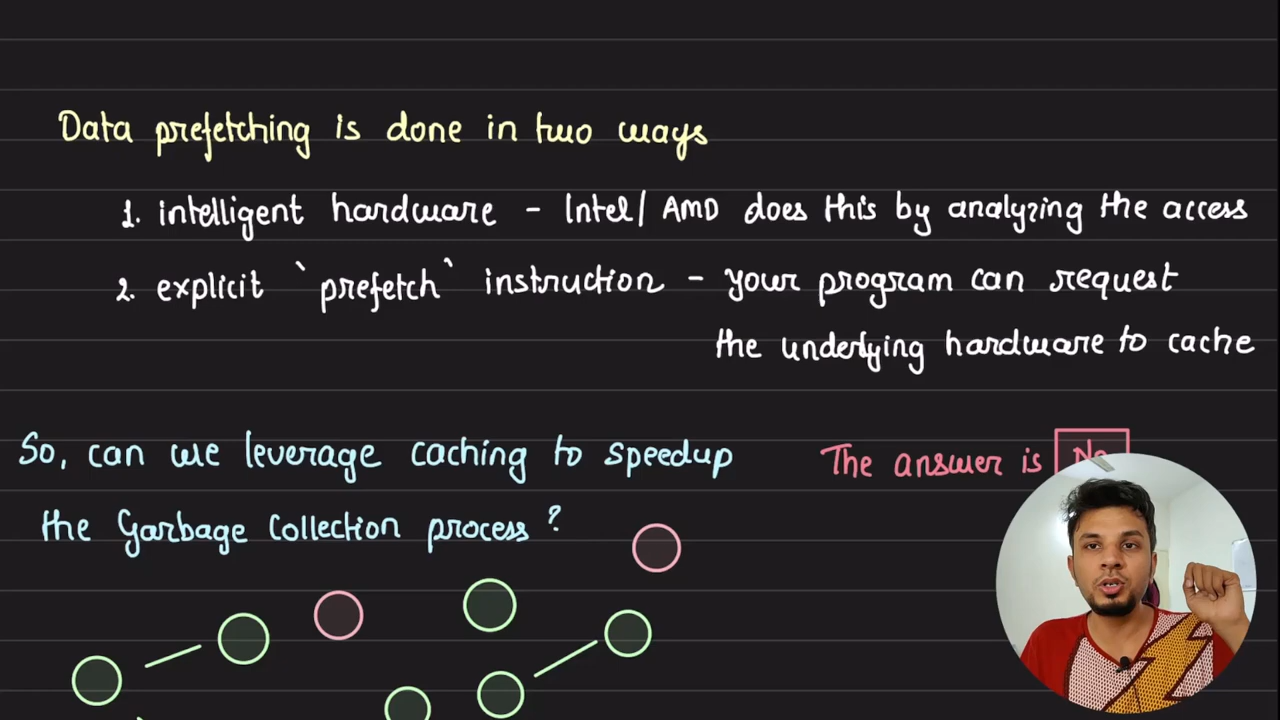 Data prefetching is done in two ways
1. intelligent hardware - Intel/ AMD does this by analyzing the access
2. explicit `prefetch` instruction - your program can request
the underlying hardware to cache
So, can we leverage caching to speedup
the Garbage Collection process?
The answer is No